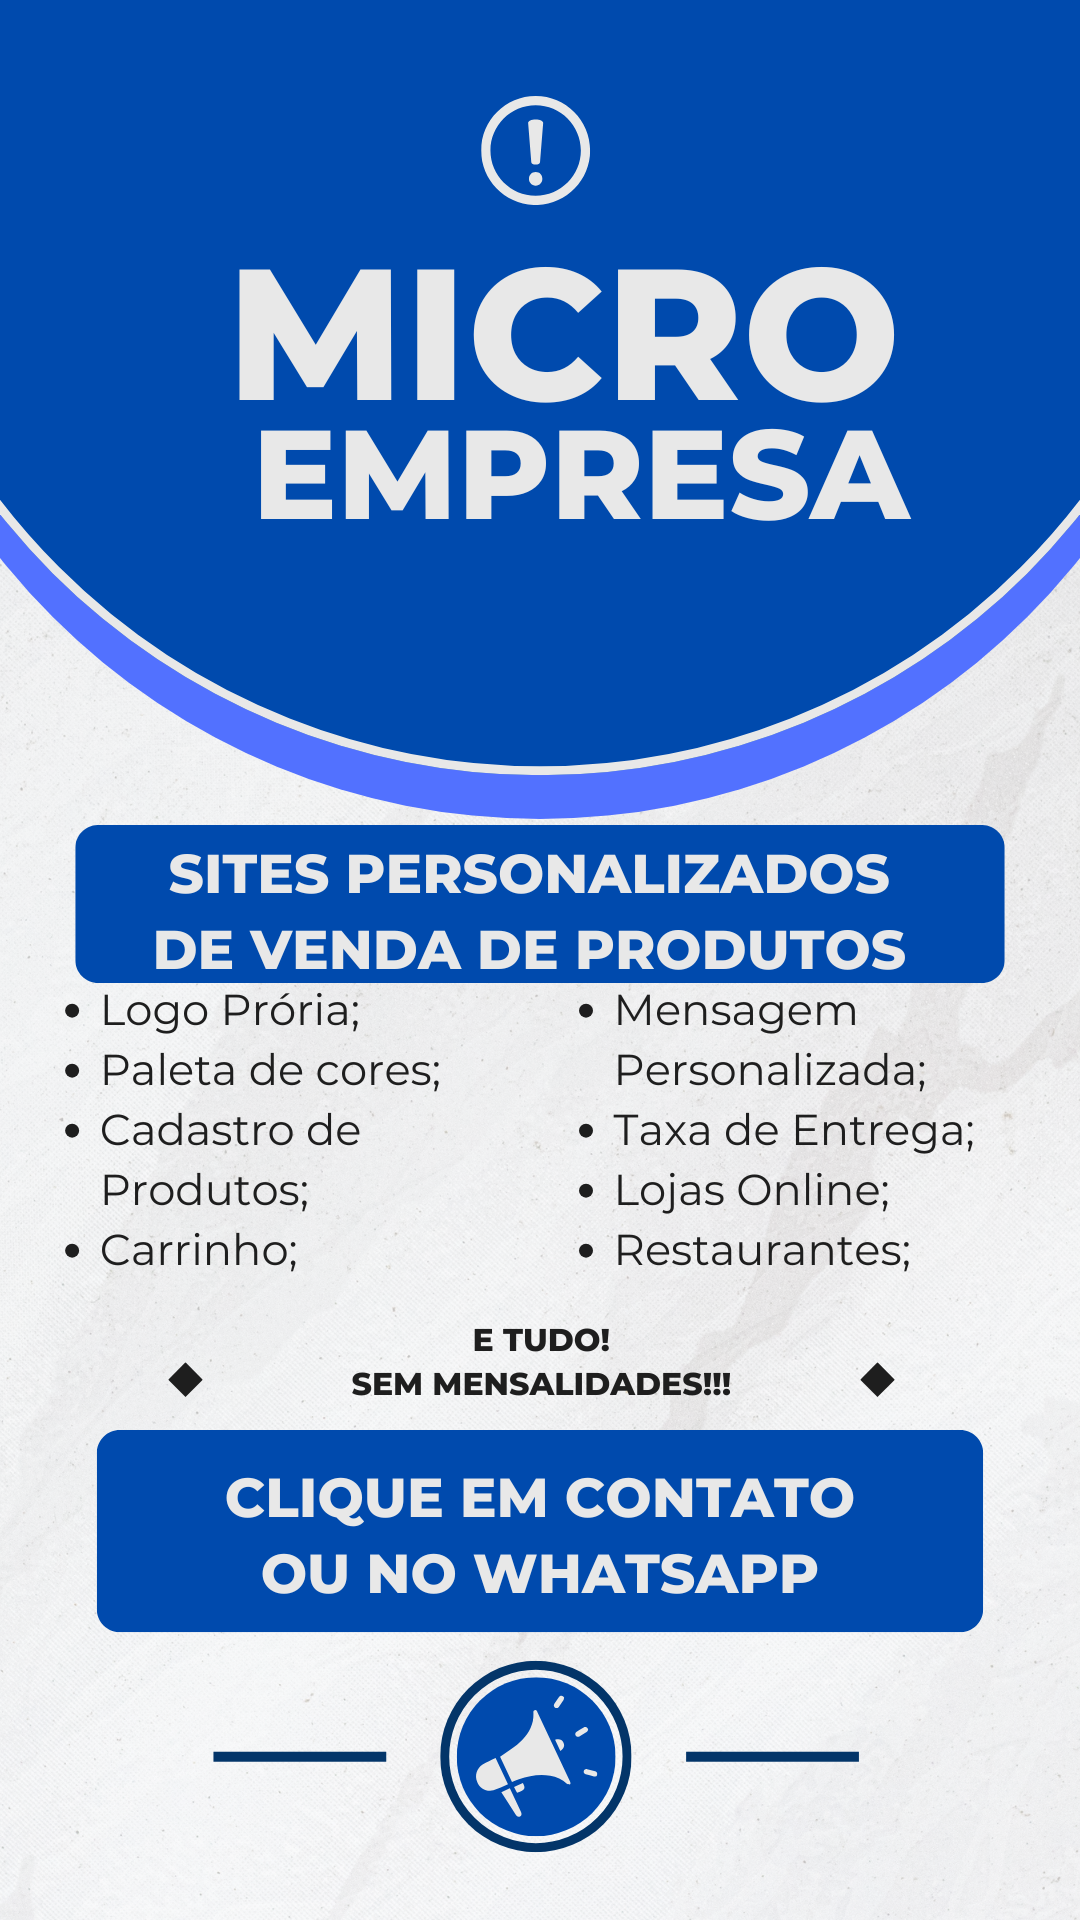 !
MICRO
EMPRESA
SITES PERSONALIZADOS
DE VENDA DE PRODUTOS
• Logo Próría;
• Paleta de cores;
• Cadastro de
Produtos;
• Carrinho;
• Mensagem
Personalizada;
• Taxa de Entrega;
• Lojas Online;
• Restaurantes;
E TUDO!
SEM MENSALIDADES!!!
CLIQUE EM CONTATO
OU NO WHATSAPP